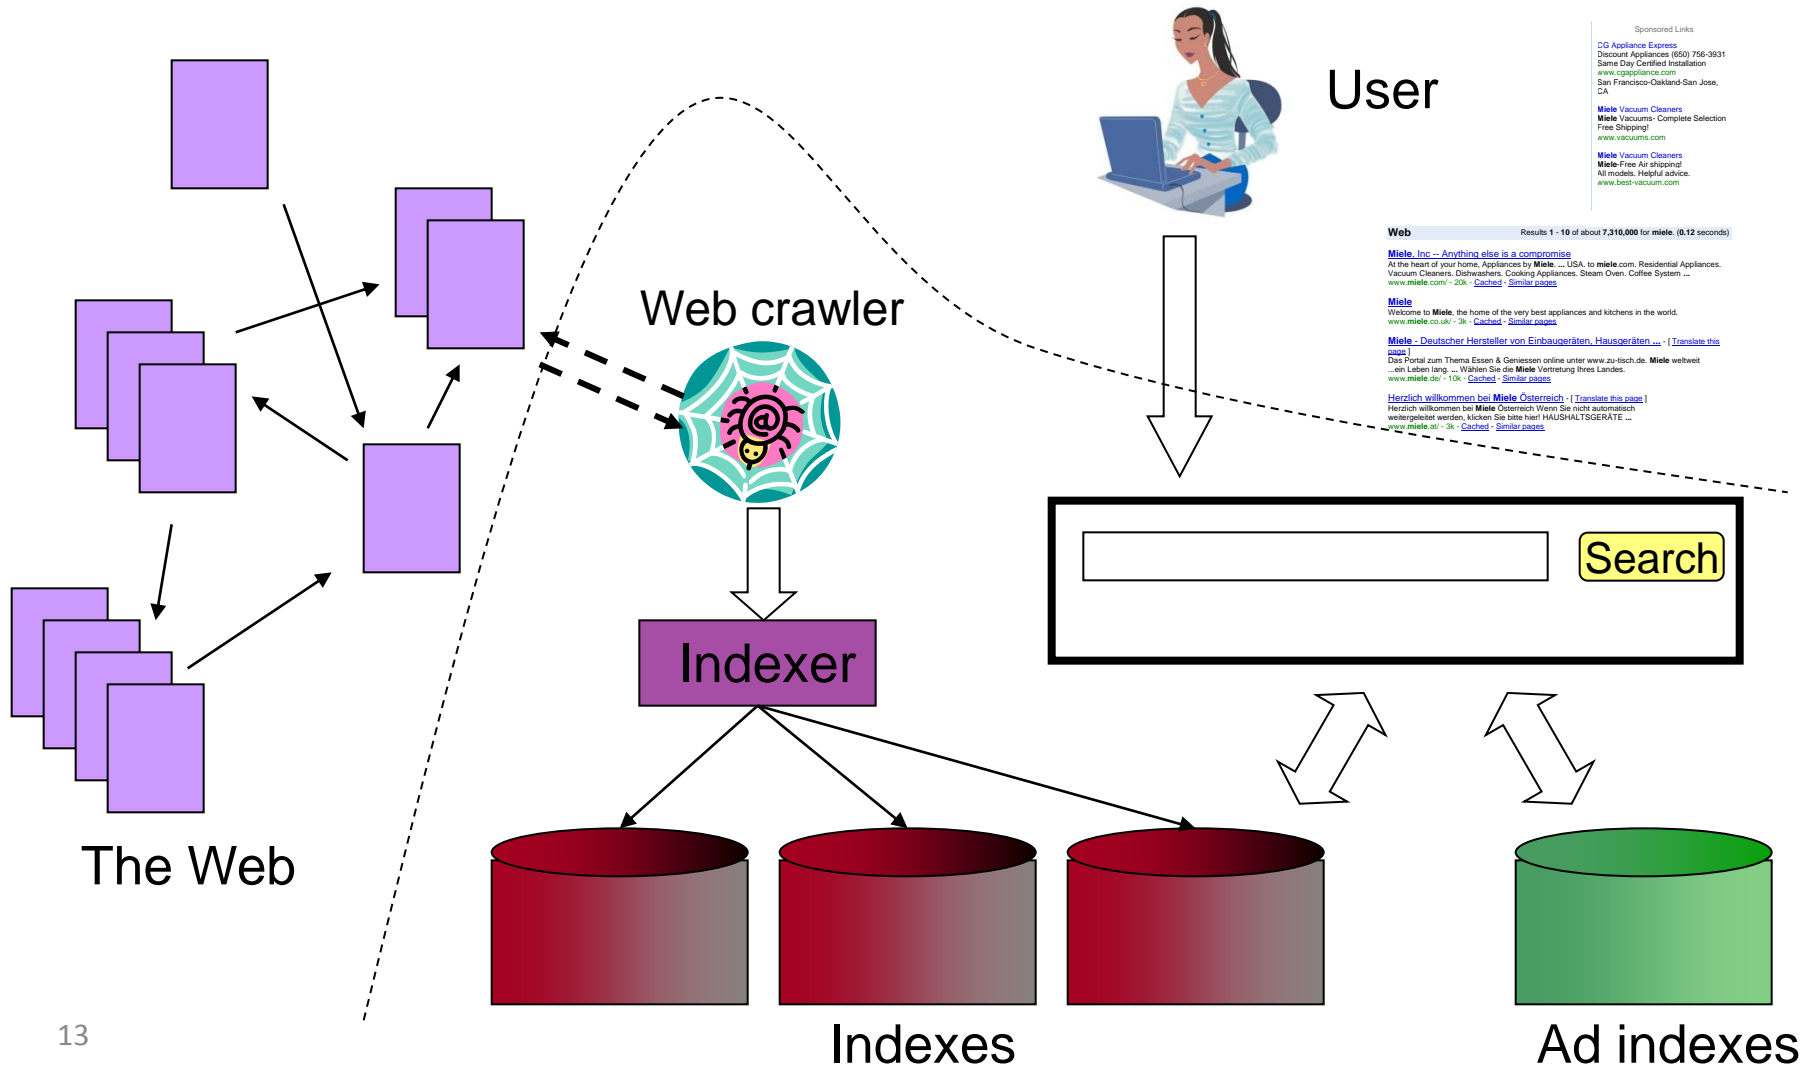 User
Sponsored Links
CG Appliance Express
Discount Appliances (650) 756-3931
Same Day Certified Installation
www.cgappliance.com
San Francisco-Oakland-San Jose,
CA
Miele Vacuum Cleaners
Miele Vacuums- Complete Selection
Free Shipping!
www.vacuums.com
Miele Vacuum Cleaners
Miele-Free Air shipping!
All models. Helpful advice.
www.best-vacuum.com
Web Results 1 - 10 of about 7,310,000 for miele. (0.12 seconds)
Miele, Inc -- Anything else is a compromise
At the heart of your home, Appliances by Miele. ... USA. to miele.com. Residential Appliances.
Vacuum Cleaners. Dishwashers. Cooking Appliances. Steam Oven. Coffee System ...
www.miele.com/ - 20k - Cached - Similar pages
Miele
Welcome to Miele, the home of the very best appliances and kitchens in the world.
www.miele.co.uk/ - 3k - Cached - Similar pages
Miele - Deutscher Hersteller von Einbaugeräten, Hausgeräten ... - [ Translate this
page ]
Das Portal zum Thema Essen & Geniessen online unter www.zu-tisch.de. Miele weltweit
...ein Leben lang. ... Wählen Sie die Miele Vertretung Ihres Landes.
www.miele.de/ - 10k - Cached - Similar pages
Herzlich willkommen bei Miele Österreich - [ Translate this page ]
Herzlich willkommen bei Miele Österreich Wenn Sie nicht automatisch
weitergeleitet werden, klicken Sie bitte hier! HAUSHALTSGERÄTE ...
www.miele.at/ - 3k - Cached - Similar pages
Web crawler
@
Search
Indexer
The Web
Indexes
Ad indexes
13